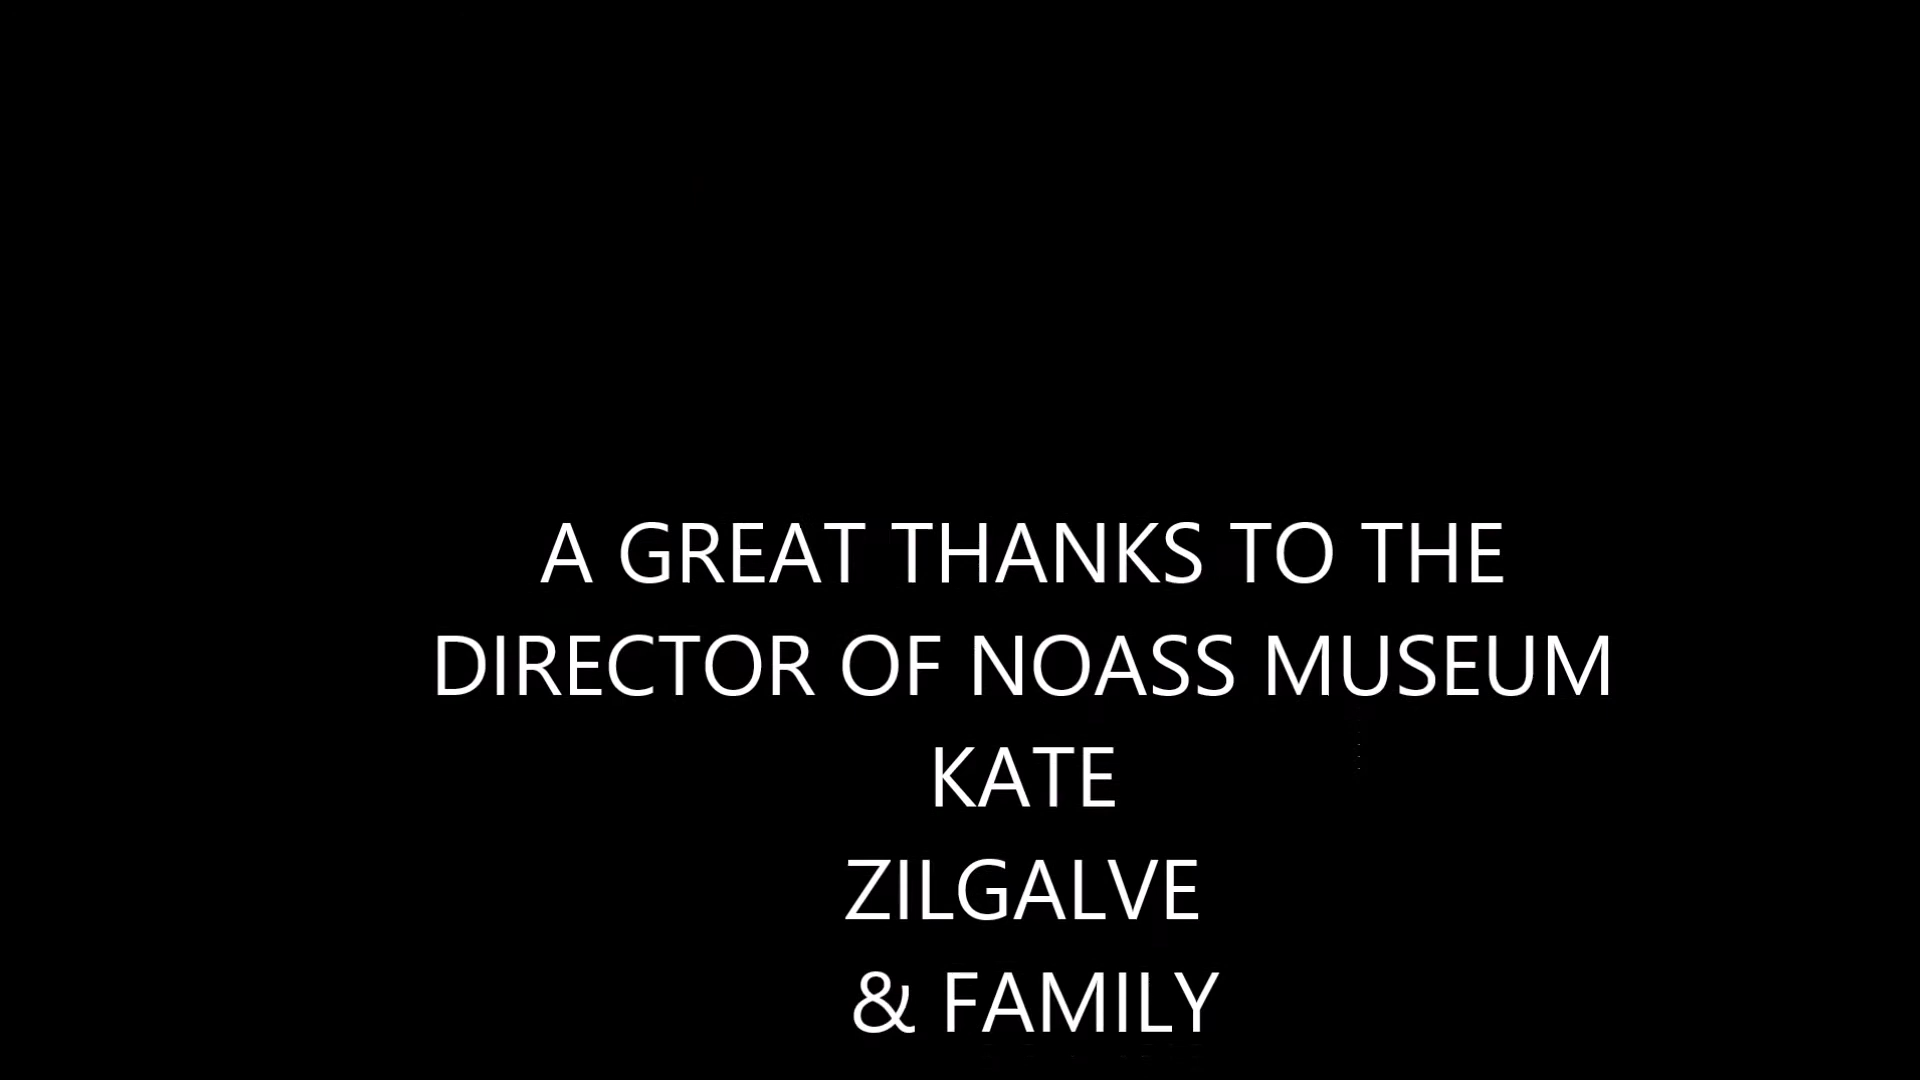 A GREAT THANKS TO THE
DIRECTOR OF NOASS MUSEUM
KATE
ZILGALVE
& FAMILY